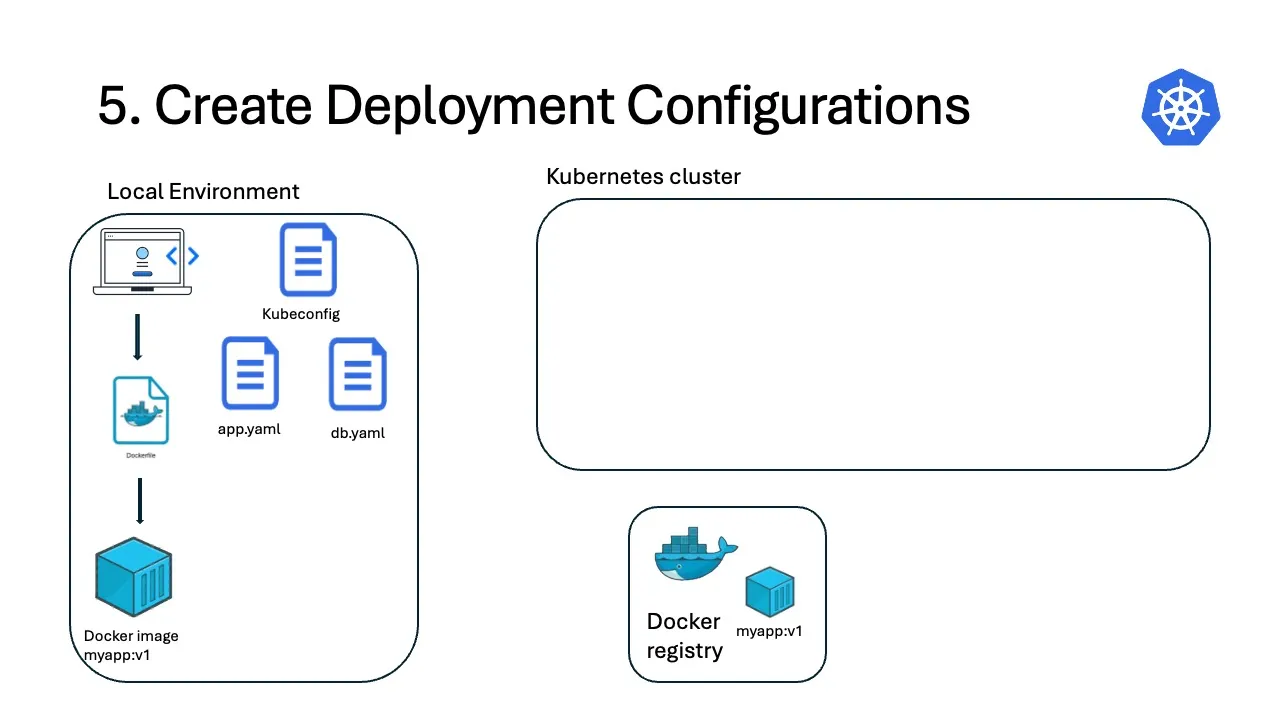 5. Create Deployment Configurations
Local Environment
Kubernetes cluster
Kubeconfig
app.yaml
db.yaml
Dockerfile
Docker image
myapp:v1
Docker
registry
myapp:v1